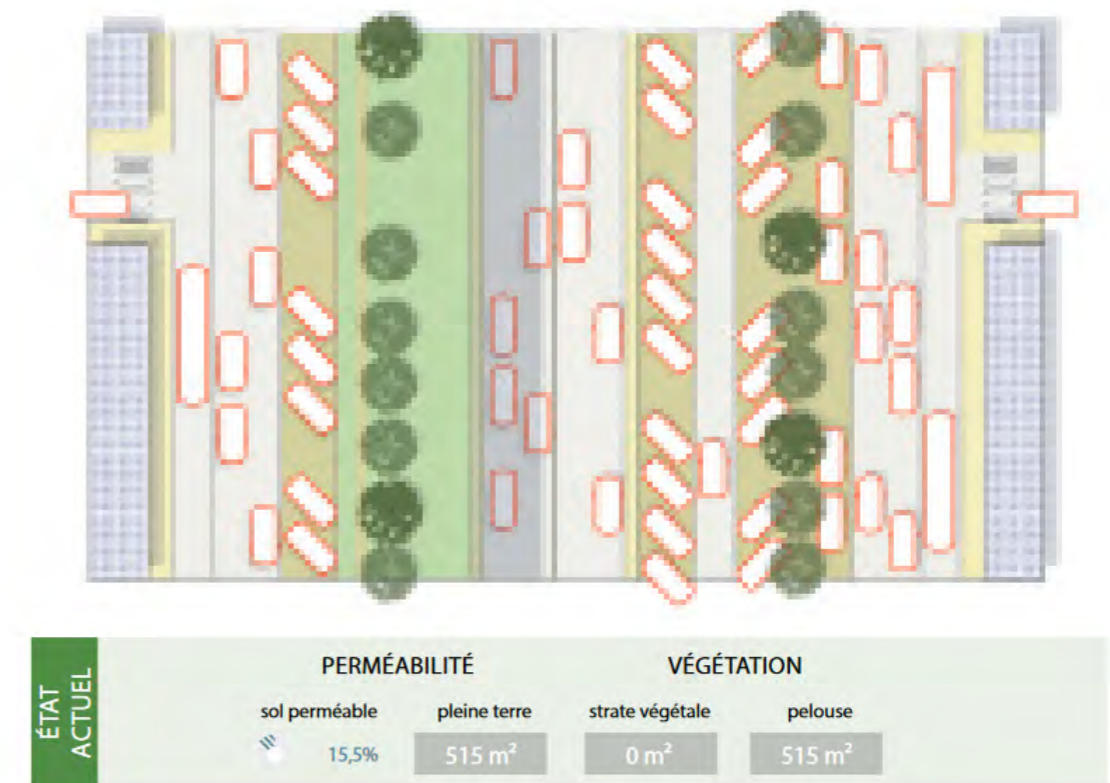 ÉTAT
ACTUEL
PERMÉABILITÉ
VÉGÉTATION
sol perméable
pleine terre
strate végétale
pelouse
15,5%
515 m²
0 m²
515 m²